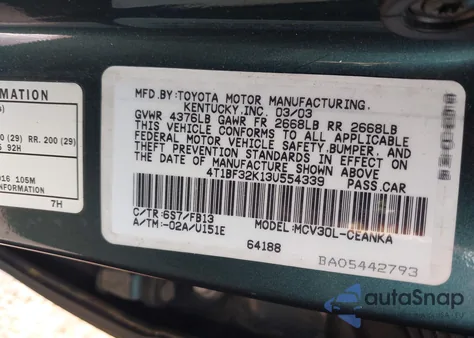 FORMATION
MFD.BY:TOYOTA MOTOR MANUFACTURING,
KENTUCKY,INC. 03/03
GVWR 4376LB GAWR FR 2668LB RR 2668LB
THIS VEHICLE CONFORMS TO ALL APPLICABLE
FEDERAL MOTOR VEHICLE SAFETY,BUMPER, AND
THEFT PREVENTION STANDARDS IN EFFECT ON
THE DATE OF MANUFACTURE SHOWN ABOVE.
4T1BF32K13U554339 PASS.CAR
C/TR:6S7/FB13 MODEL:MCV30L-CEANKA
A/TM:-02A/U151E
64188
BA05442793
(29) RR. 200 (29)
92H
016 105M
7H
autoSnap